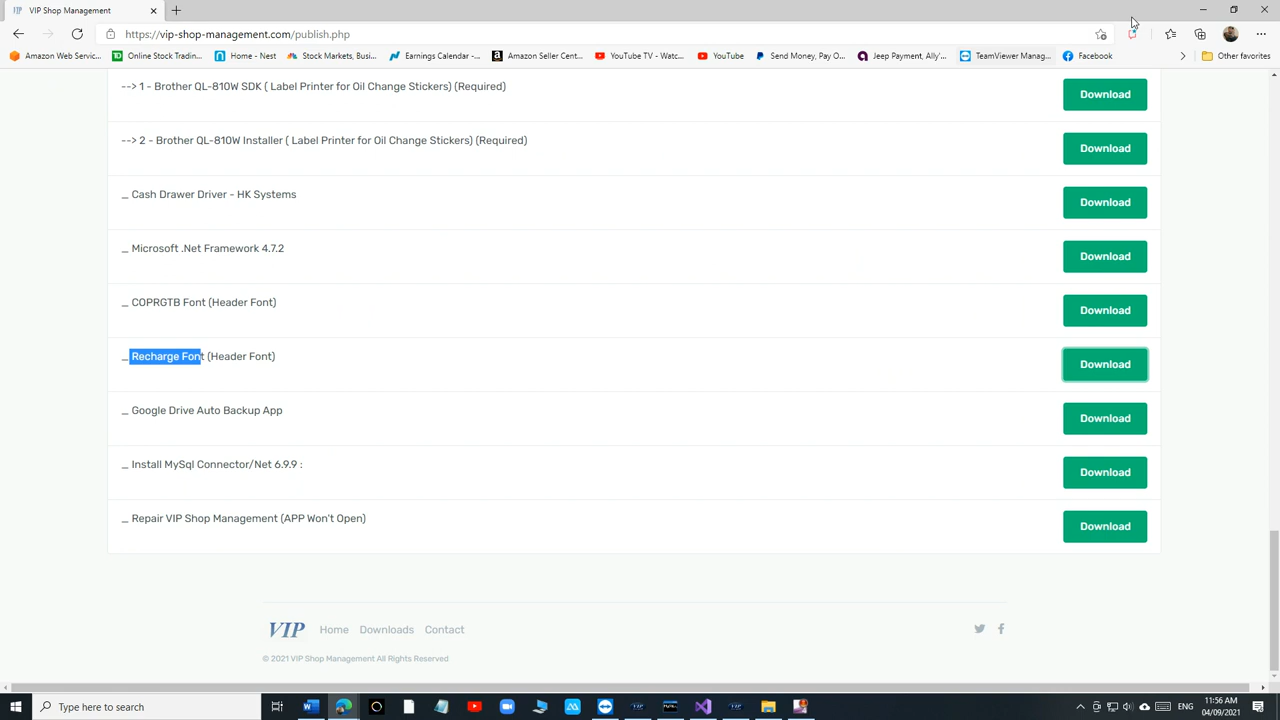 VIP Shop Management
https://vip-shop-management.com/publish.php
Amazon Web Servic...
Online Stock Tradin...
Home - Nest
Stock Markets, Busi...
Earnings Calendar -...
Amazon Seller Cent...
YouTube TV - Watc...
YouTube
Send Money, Pay O...
Jeep Payment, Ally'...
TeamViewer Manag...
Facebook
Other favorites
--> 1 - Brother QL-810W SDK ( Label Printer for Oil Change Stickers) (Required)
Download
--> 2 - Brother QL-810W Installer ( Label Printer for Oil Change Stickers) (Required)
Download
_ Cash Drawer Driver - HK Systems
Download
_ Microsoft .Net Framework 4.7.2
Download
_ COPRGTB Font (Header Font)
Download
_ Recharge Font (Header Font)
Download
_ Google Drive Auto Backup App
Download
_ Install MySql Connector/Net 6.9.9 :
Download
_ Repair VIP Shop Management (APP Won't Open)
Download
VIP
Home
Downloads
Contact
© 2021 VIP Shop Management All Rights Reserved
Type here to search
ENG
11:56 AM
04/09/2021